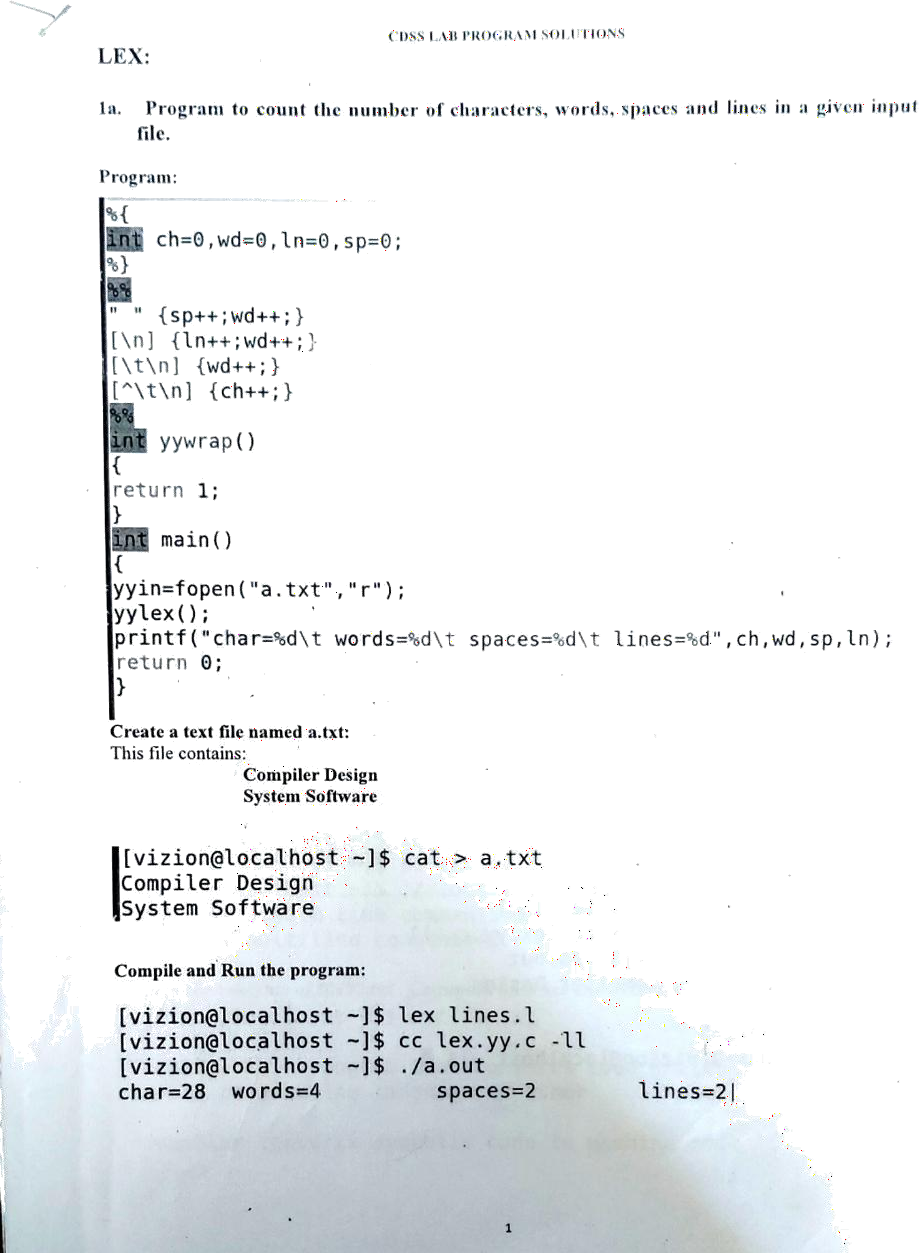 CDSS LAB PROGRAM SOLUTIONS
LEX:
1a. Program to count the number of characters, words, spaces and lines in a given input
file.
Program:
%{
int ch=0,wd=0,ln=0,sp=0;
%}
%%
" " {sp++;wd++;}
[\n] {ln++;wd++;}
[\t\n] {wd++;}
[^\t\n] {ch++;}
%%
int yywrap()
{
return 1;
}
int main()
{
yyin=fopen("a.txt","r");
yylex();
printf("char=%d\t words=%d\t spaces=%d\t lines=%d",ch,wd,sp,ln);
return 0;
}
Create a text file named a.txt:
This file contains:
Compiler Design
System Software
[vizion@localhost ~]$ cat > a.txt
Compiler Design
System Software
Compile and Run the program:
[vizion@localhost ~]$ lex lines.l
[vizion@localhost ~]$ cc lex.yy.c -ll
[vizion@localhost ~]$ ./a.out
char=28 words=4 spaces=2 lines=2
1